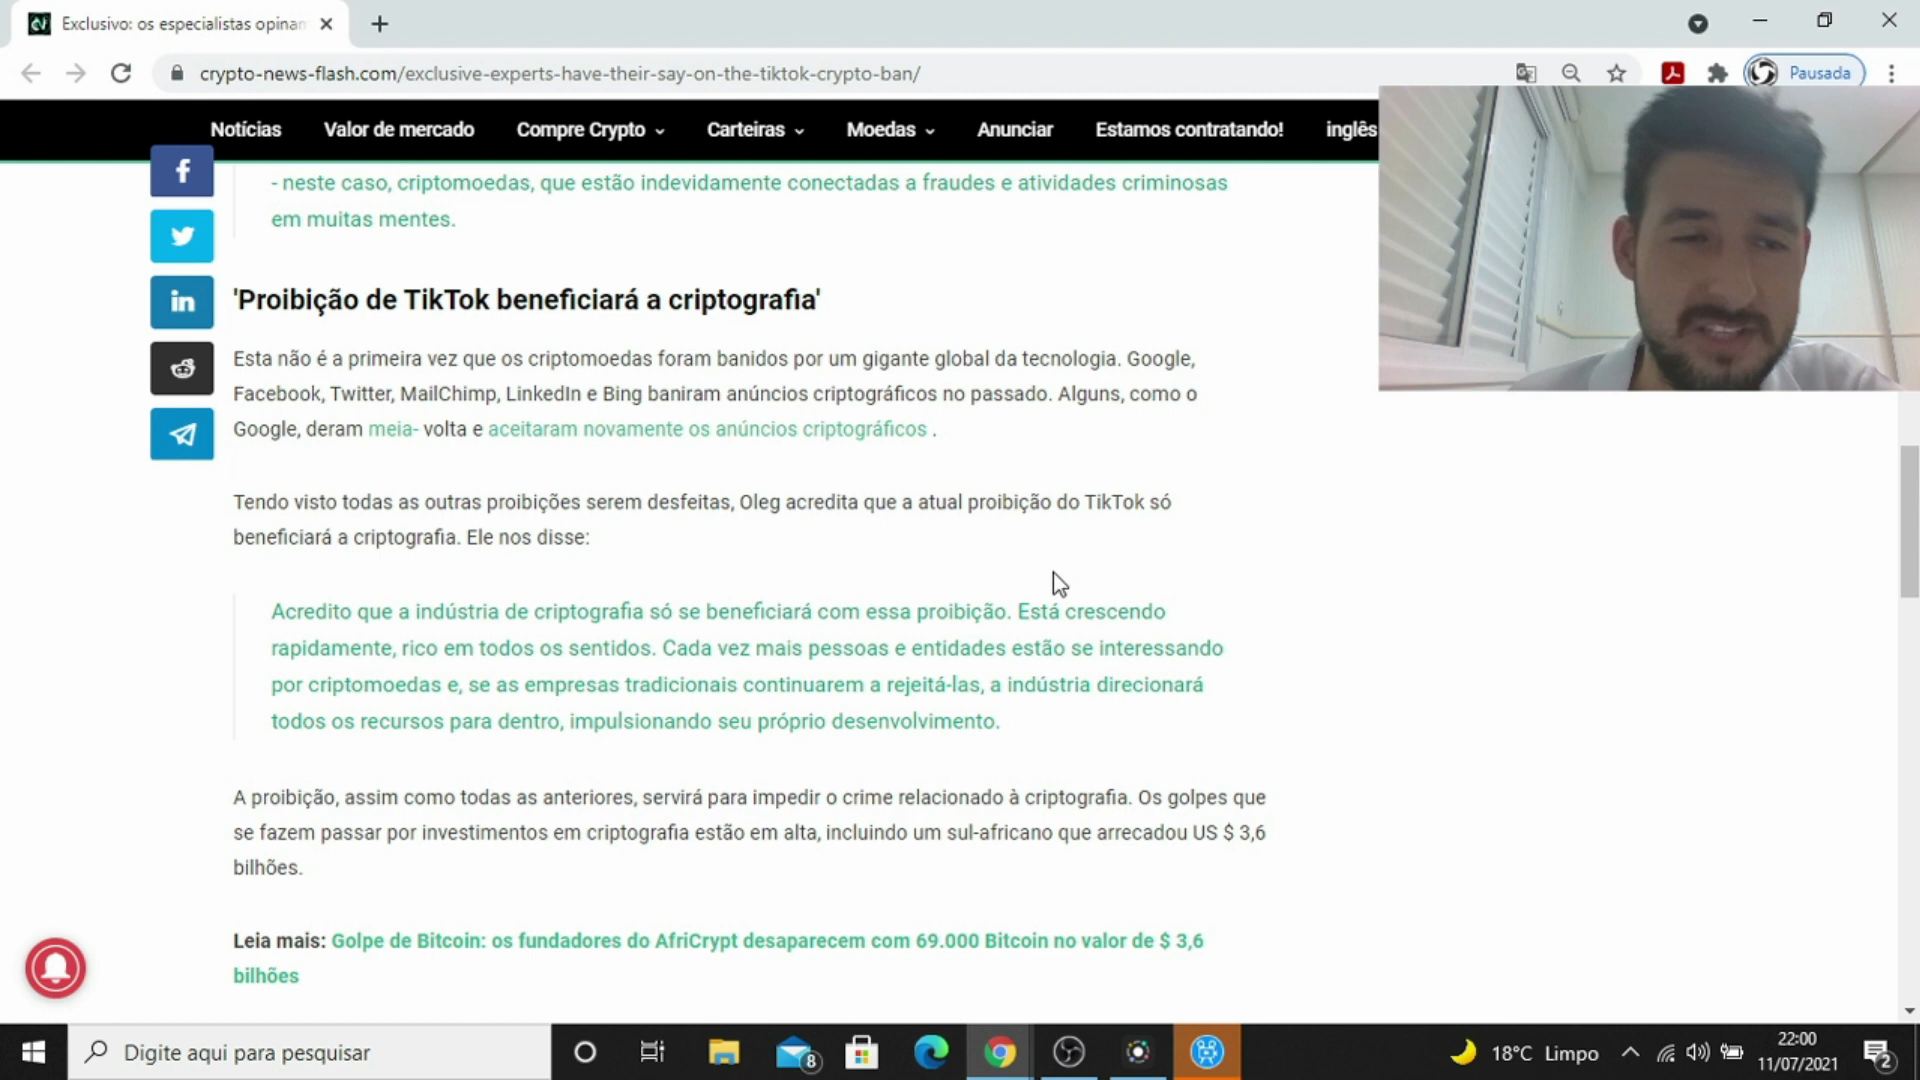 Exclusivo: os especialistas opinam
crypto-news-flash.com/exclusive-experts-have-their-say-on-the-tiktok-crypto-ban/
Pausada
Notícias Valor de mercado Compre Crypto Carteiras Moedas Anunciar Estamos contratando! inglês
- neste caso, criptomoedas, que estão indevidamente conectadas a fraudes e atividades criminosas
em muitas mentes.
'Proibição de TikTok beneficiará a criptografia'
Esta não é a primeira vez que os criptomoedas foram banidos por um gigante global da tecnologia. Google,
Facebook, Twitter, MailChimp, LinkedIn e Bing baniram anúncios criptográficos no passado. Alguns, como o
Google, deram meia- volta e aceitaram novamente os anúncios criptográficos .
Tendo visto todas as outras proibições serem desfeitas, Oleg acredita que a atual proibição do TikTok só
beneficiará a criptografia. Ele nos disse:
Acredito que a indústria de criptografia só se beneficiará com essa proibição. Está crescendo
rapidamente, rico em todos os sentidos. Cada vez mais pessoas e entidades estão se interessando
por criptomoedas e, se as empresas tradicionais continuarem a rejeitá-las, a indústria direcionará
todos os recursos para dentro, impulsionando seu próprio desenvolvimento.
A proibição, assim como todas as anteriores, servirá para impedir o crime relacionado à criptografia. Os golpes que
se fazem passar por investimentos em criptografia estão em alta, incluindo um sul-africano que arrecadou US $ 3,6
bilhões.
Leia mais: Golpe de Bitcoin: os fundadores do AfriCrypt desaparecem com 69.000 Bitcoin no valor de $ 3,6
bilhões
Digite aqui para pesquisar
8
18°C Limpo
22:00
11/07/2021
2